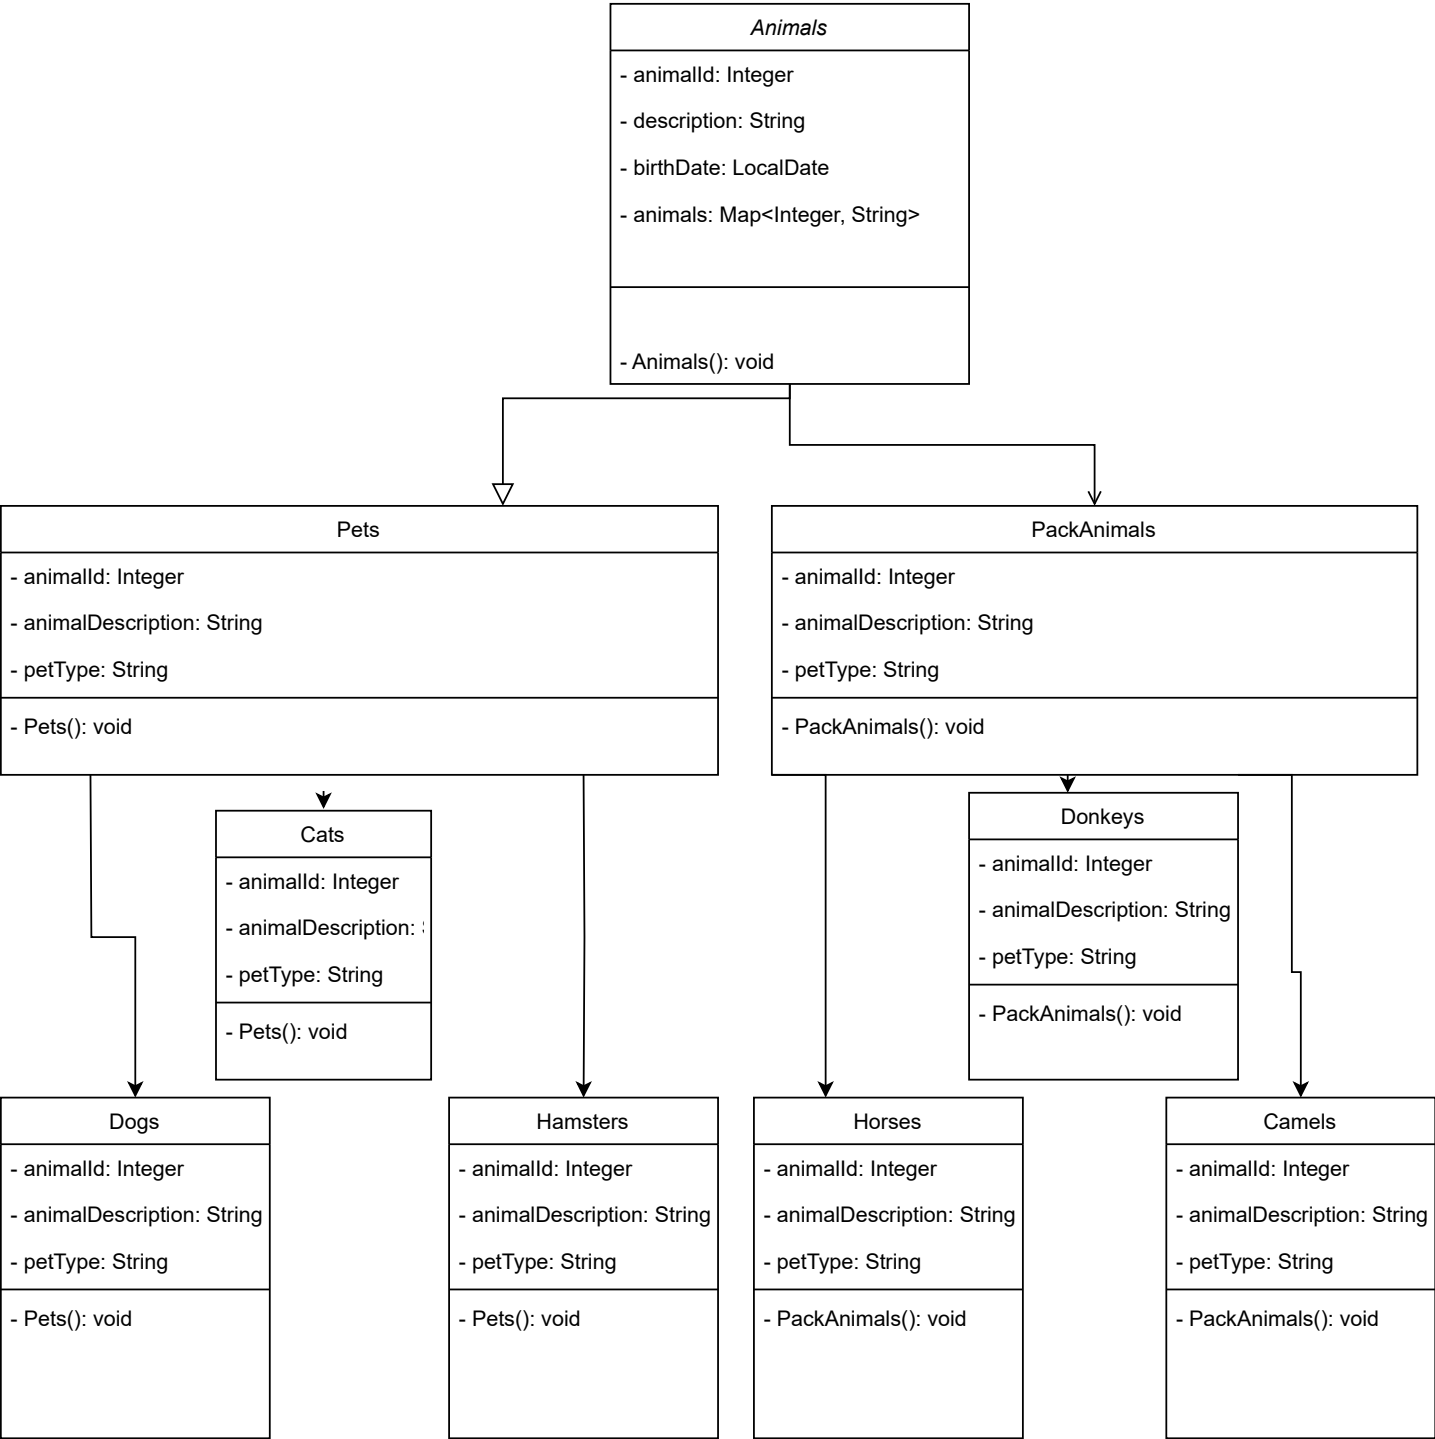 Animals
- animalId: Integer
- description: String
- birthDate: LocalDate
- animals: Map<Integer, String>
- Animals(): void
Pets
- animalId: Integer
- animalDescription: String
- petType: String
- Pets(): void
PackAnimals
- animalId: Integer
- animalDescription: String
- petType: String
- PackAnimals(): void
Cats
- animalId: Integer
- animalDescription:
- petType: String
- Pets(): void
Donkeys
- animalId: Integer
- animalDescription: String
- petType: String
- PackAnimals(): void
Dogs
- animalId: Integer
- animalDescription: String
- petType: String
- Pets(): void
Hamsters
- animalId: Integer
- animalDescription: String
- petType: String
- Pets(): void
Horses
- animalId: Integer
- animalDescription: String
- petType: String
- PackAnimals(): void
Camels
- animalId: Integer
- animalDescription: String
- petType: String
- PackAnimals(): void